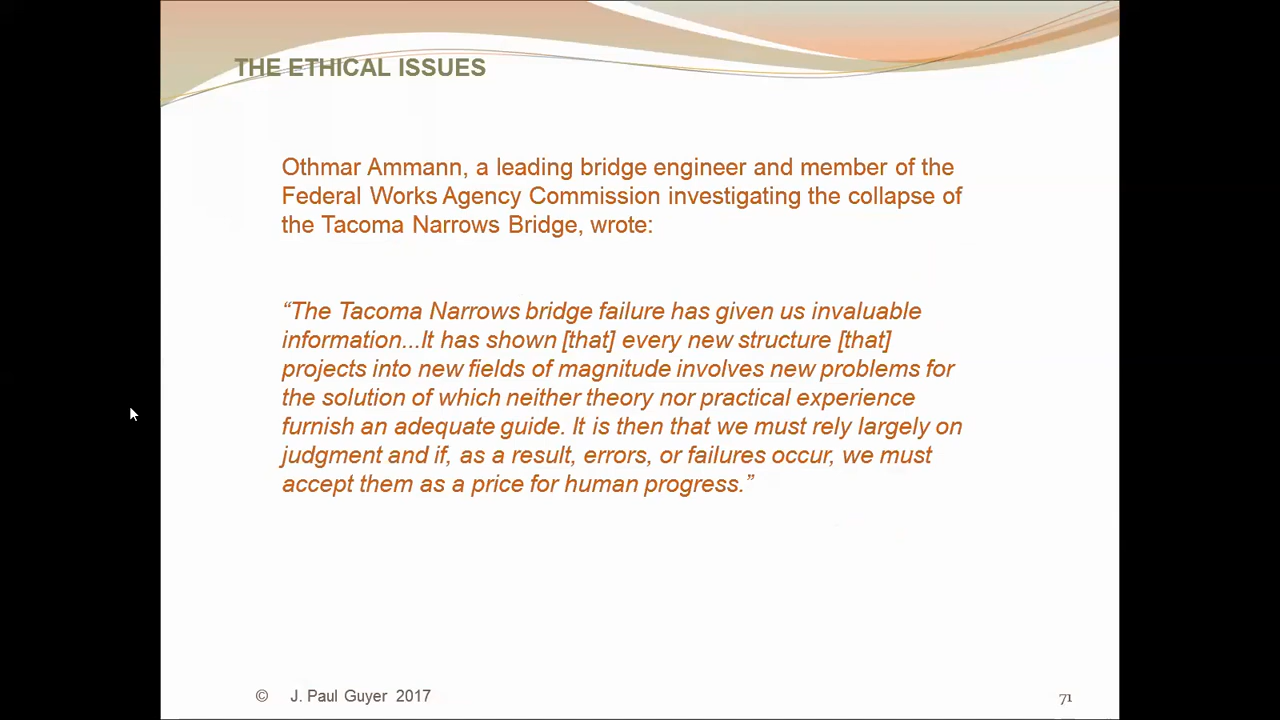 THE ETHICAL ISSUES
Othmar Ammann, a leading bridge engineer and member of the
Federal Works Agency Commission investigating the collapse of
the Tacoma Narrows Bridge, wrote:
“The Tacoma Narrows bridge failure has given us invaluable
information...It has shown [that] every new structure [that]
projects into new fields of magnitude involves new problems for
the solution of which neither theory nor practical experience
furnish an adequate guide. It is then that we must rely largely on
judgment and if, as a result, errors, or failures occur, we must
accept them as a price for human progress.”
© J. Paul Guyer 2017
71